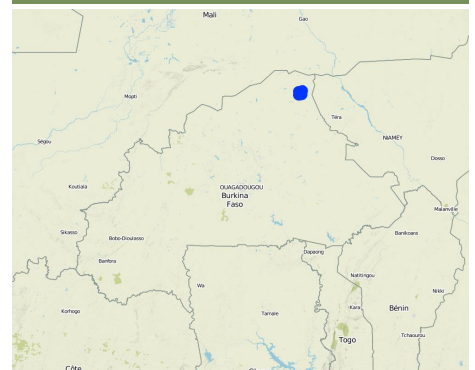 Mali
Gao
Mopti
Téra
NIAMEY
Ségou
Dosso
Koutiala
OUAGADOUGOU
Burkina
Faso
Malanville
Sikasso
Bobo-Dioulasso
Banikoara
Banfora
Dapaong
Natitingou
Wa
Nikki
Kara
Bénin
Korhogo
Tamale
Togo
Tchaourou
Côte